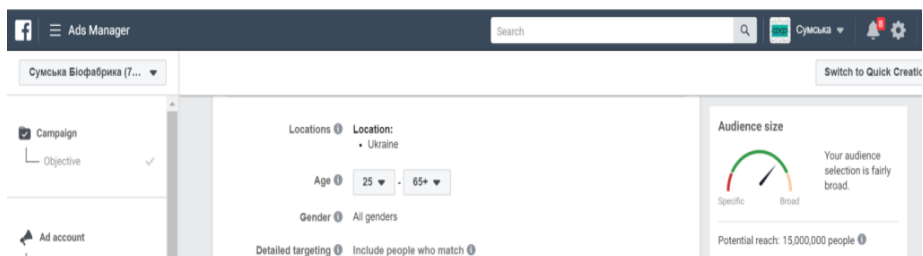 f Ads Manager Search Сумська 8
Сумська Біофабрика (7... Switch to Quick Creatio
Campaign
Objective
Ad account
Locations Location:
• Ukraine
Age 25 - 65+
Gender All genders
Detailed targeting Include people who match
Audience size
Your audience
selection is fairly
broad.
Specific Broad
Potential reach: 15,000,000 people